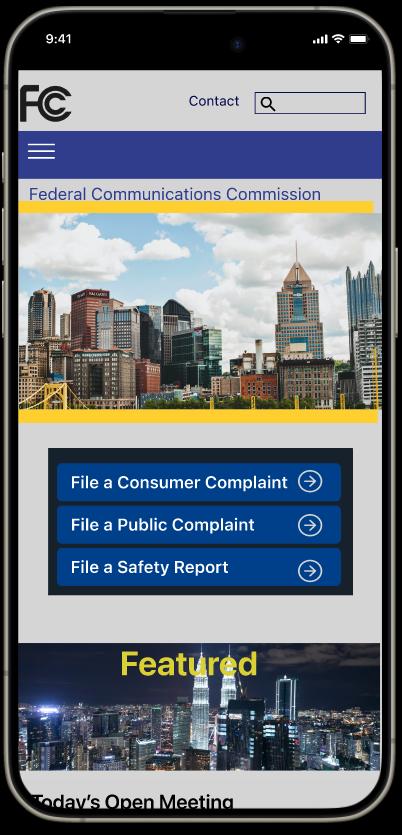 9:41
FCC
Contact
Federal Communications Commission
File a Consumer Complaint
File a Public Complaint
File a Safety Report
Featured
Today's Open Meeting